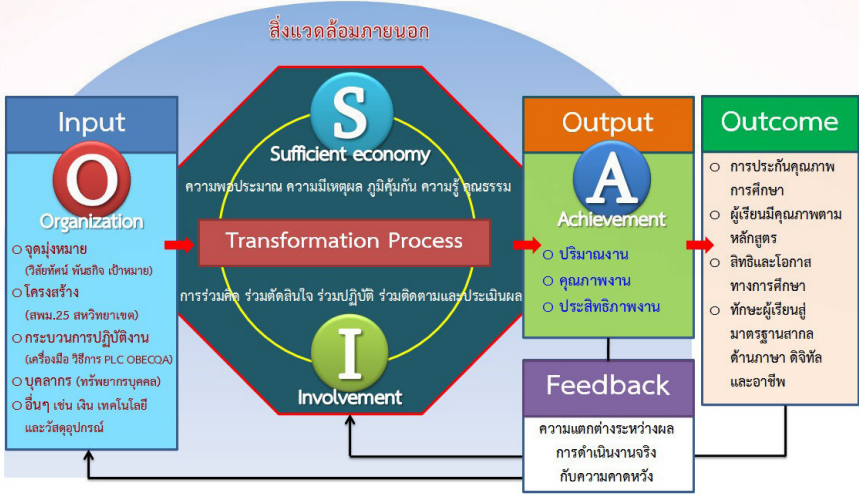 สิ่งแวดล้อมภายนอก
Input
O
Organization
○ จุดมุ่งหมาย
(วิสัยทัศน์ พันธกิจ เป้าหมาย)
○ โครงสร้าง
(สพม.25 สหวิทยาเขต)
○ กระบวนการปฏิบัติงาน
(เครื่องมือ วิธีการ PLC OBECQA)
○ บุคลากร (ทรัพยากรบุคคล)
○ อื่นๆ เช่น เงิน เทคโนโลยี
และวัสดุอุปกรณ์
S
Sufficient economy
ความพอประมาณ ความมีเหตุผล ภูมิคุ้มกัน ความรู้ คุณธรรม
Transformation Process
การร่วมคิด ร่วมตัดสินใจ ร่วมปฏิบัติ ร่วมติดตามและประเมินผล
I
Involvement
Output
A
Achievement
○ ปริมาณงาน
○ คุณภาพงาน
○ ประสิทธิภาพงาน
Outcome
○ การประกันคุณภาพ
การศึกษา
○ ผู้เรียนมีคุณภาพตาม
หลักสูตร
○ สิทธิและโอกาส
ทางการศึกษา
○ ทักษะผู้เรียนสู่
มาตรฐานสากล
ด้านภาษา ดิจิทัล
และอาชีพ
Feedback
ความแตกต่างระหว่างผล
การดำเนินงานจริง
กับความคาดหวัง